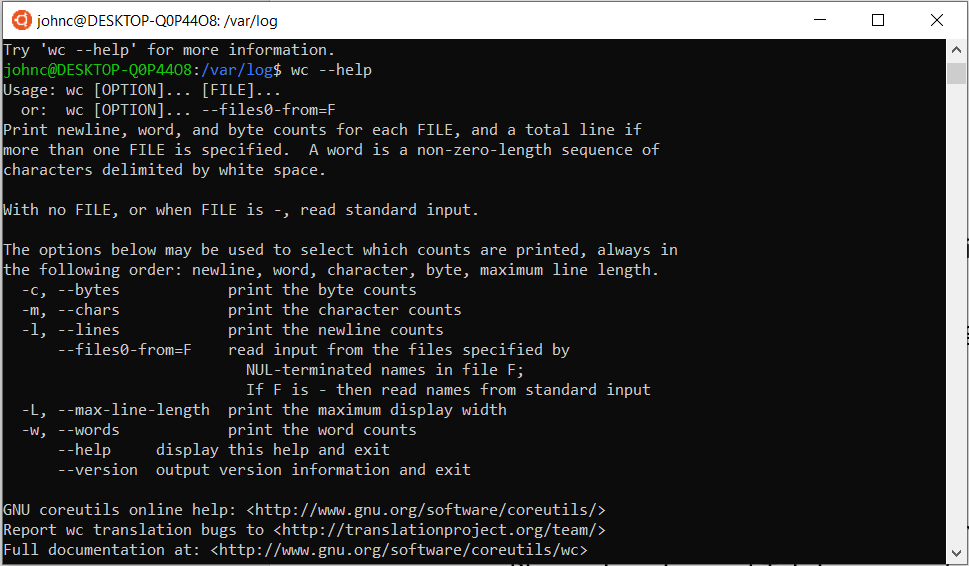 johnc@DESKTOP-Q0P44O8: /var/log
Try 'wc --help' for more information.
johnc@DESKTOP-Q0P44O8:/var/log$ wc --help
Usage: wc [OPTION]... [FILE]...
  or:  wc [OPTION]... --files0-from=F
Print newline, word, and byte counts for each FILE, and a total line if
more than one FILE is specified.  A word is a non-zero-length sequence of
characters delimited by white space.

With no FILE, or when FILE is -, read standard input.

The options below may be used to select which counts are printed, always in
the following order: newline, word, character, byte, maximum line length.
  -c, --bytes            print the byte counts
  -m, --chars            print the character counts
  -l, --lines            print the newline counts
      --files0-from=F    read input from the files specified by
                           NUL-terminated names in file F;
                           If F is - then read names from standard input
  -L, --max-line-length  print the maximum display width
  -w, --words            print the word counts
      --help     display this help and exit
      --version  output version information and exit

GNU coreutils online help: <http://www.gnu.org/software/coreutils/>
Report wc translation bugs to <http://translationproject.org/team/>
Full documentation at: <http://www.gnu.org/software/coreutils/wc>